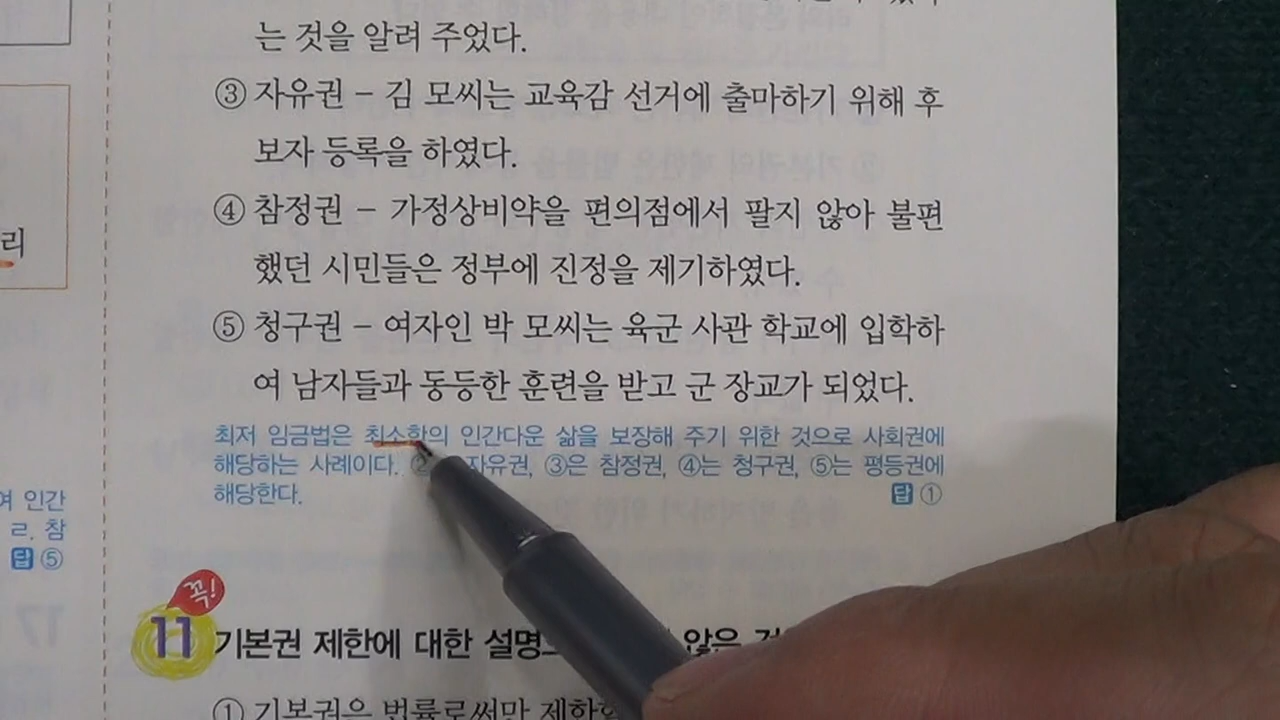 는 것을 알려 주었다.
③ 자유권 - 김 모씨는 교육감 선거에 출마하기 위해 후
보자 등록을 하였다.
④ 참정권 - 가정상비약을 편의점에서 팔지 않아 불편
했던 시민들은 정부에 진정을 제기하였다.
⑤ 청구권 - 여자인 박 모씨는 육군 사관 학교에 입학하
여 남자들과 동등한 훈련을 받고 군 장교가 되었다.
최저 임금법은 최소한의 인간다운 삶을 보장해 주기 위한 것으로 사회권에
해당하는 사례이다. ② 자유권, ③은 참정권, ④는 청구권, ⑤는 평등권에
해당한다. 답 ①
리
여 인간
ㄹ. 참
답 ⑤
꼭!
11 기본권 제한에 대한 않은
① 기본권은 법률로써만